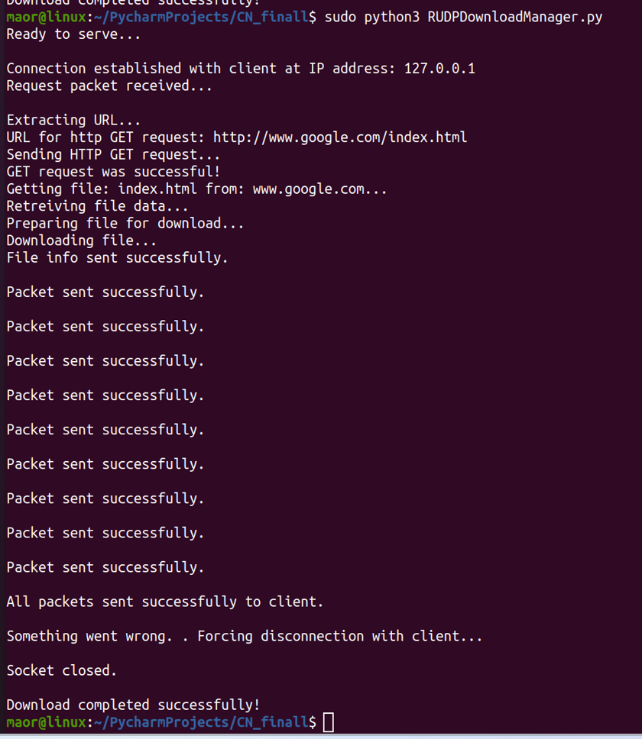 Download completed successfully!
maor@linux:~/PycharmProjects/CN_finall$ sudo python3 RUDPDownloadManager.py
Ready to serve...
Connection established with client at IP address: 127.0.0.1
Request packet received...
Extracting URL...
URL for http GET request: http://www.google.com/index.html
Sending HTTP GET request...
GET request was successful!
Getting file: index.html from: www.google.com...
Retreiving file data...
Preparing file for download...
Downloading file...
File info sent successfully.
Packet sent successfully.
Packet sent successfully.
Packet sent successfully.
Packet sent successfully.
Packet sent successfully.
Packet sent successfully.
Packet sent successfully.
Packet sent successfully.
Packet sent successfully.
All packets sent successfully to client.
Something went wrong. . Forcing disconnection with client...
Socket closed.
Download completed successfully!
maor@linux:~/PycharmProjects/CN_finall$